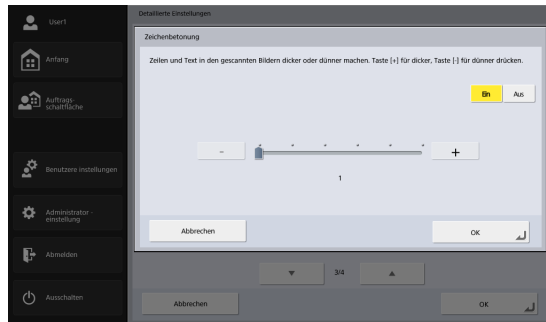 User1
Anfang
Auftrags-
schaltfläche
Benutzere instellungen
Administrator -
einstellung
Abmelden
Ausschalten
Detaillierte Einstellungen
Zeichenbetonung
Zeilen und Text in den gescannten Bildern dicker oder dünner machen. Taste [+] für dicker, Taste [-] für dünner drücken.
Ein Aus
- +
1
Abbrechen OK
3/4
Abbrechen OK